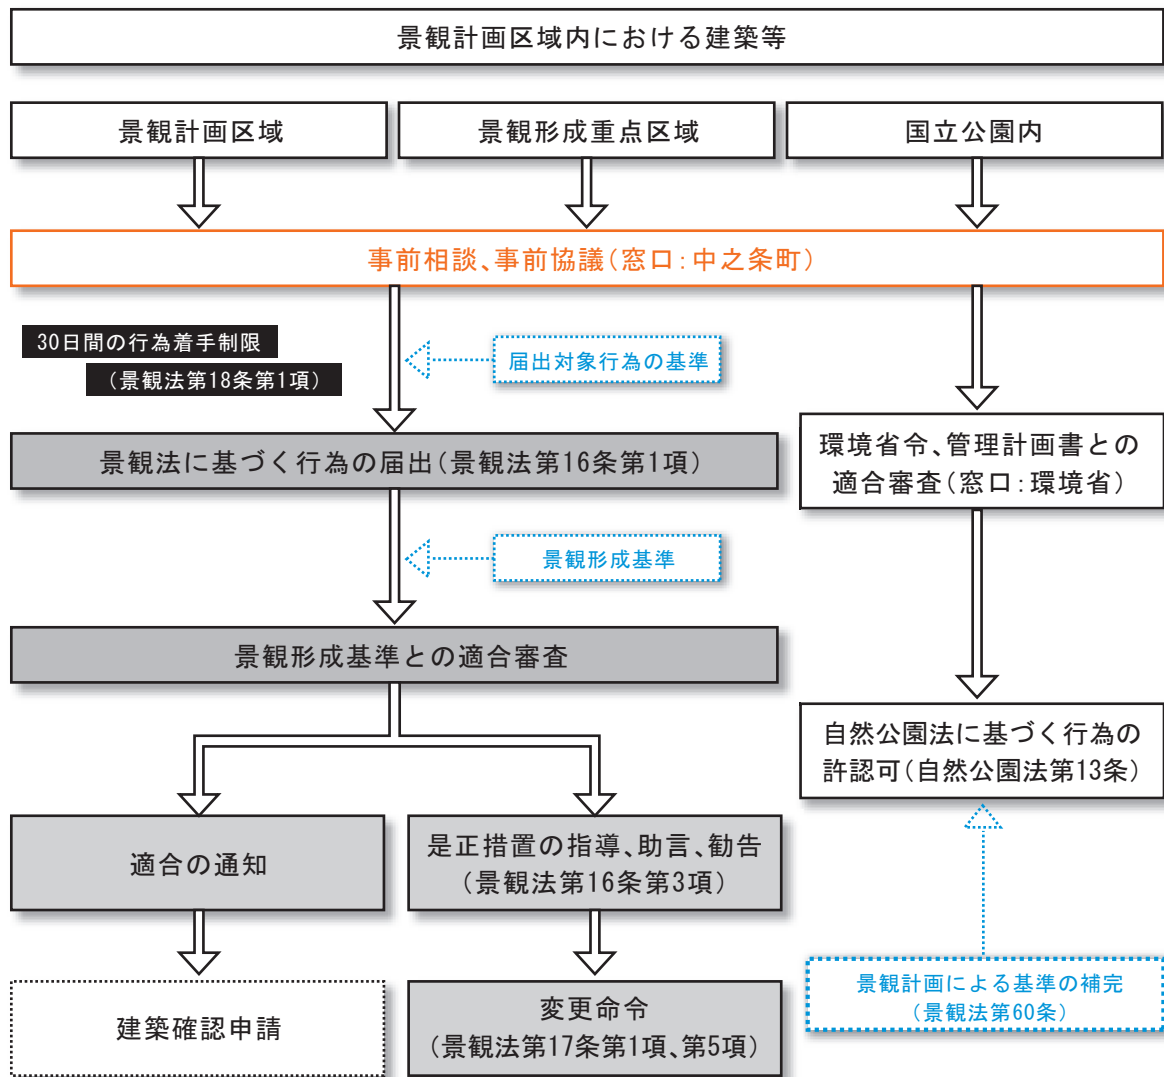 景観計画区域内における建築等
景観計画区域
景観形成重点区域
国立公園内
事前相談、事前協議(窓口:中之条町)
30日間の行為着手制限
(景観法第18条第1項)
届出対象行為の基準
景観法に基づく行為の届出(景観法第16条第1項)
環境省令、管理計画書との
適合審査(窓口:環境省)
景観形成基準
景観形成基準との適合審査
自然公園法に基づく行為の
許認可(自然公園法第13条)
適合の通知
是正措置の指導、助言、勧告
(景観法第16条第3項)
景観計画による基準の補完
(景観法第60条)
建築確認申請
変更命令
(景観法第17条第1項、第5項)